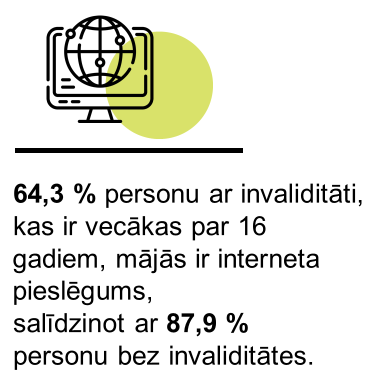 64,3 % personu ar invaliditāti,
kas ir vecākas par 16
gadiem, mājās ir interneta
pieslēgums,
salīdzinot ar 87,9 %
personu bez invaliditātes.